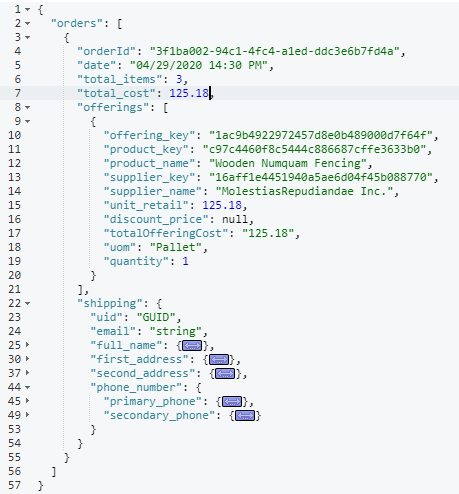 1 {
2 "orders": [
3 {
4 "orderId": "3f1ba002-94c1-4fc4-a1ed-ddc3e6b7fd4a",
5 "date": "04/29/2020 14:30 PM",
6 "total_items": 3,
7 "total_cost": 125.18,
8 "offerings": [
9 {
10 "offering_key": "1ac9b4922972457d8e0b489000d7f64f",
11 "product_key": "c97c4460f8c5444c886687cffe3633b0",
12 "product_name": "Wooden Numquam Fencing",
13 "supplier_key": "16aff1e4451940a5ae6d04f45b088770",
14 "supplier_name": "MolestiasRepudiandae Inc.",
15 "unit_retail": 125.18,
16 "discount_price": null,
17 "totalOfferingCost": "125.18",
18 "uom": "Pallet",
19 "quantity": 1
20 }
21 ],
22 "shipping": {
23 "uid": "GUID",
24 "email": "string",
25 "full_name": {},
30 "first_address": {},
37 "second_address": {},
44 "phone_number": {
45 "primary_phone": {},
49 "secondary_phone": {}
53 }
54 }
55 }
56 ]
57 }